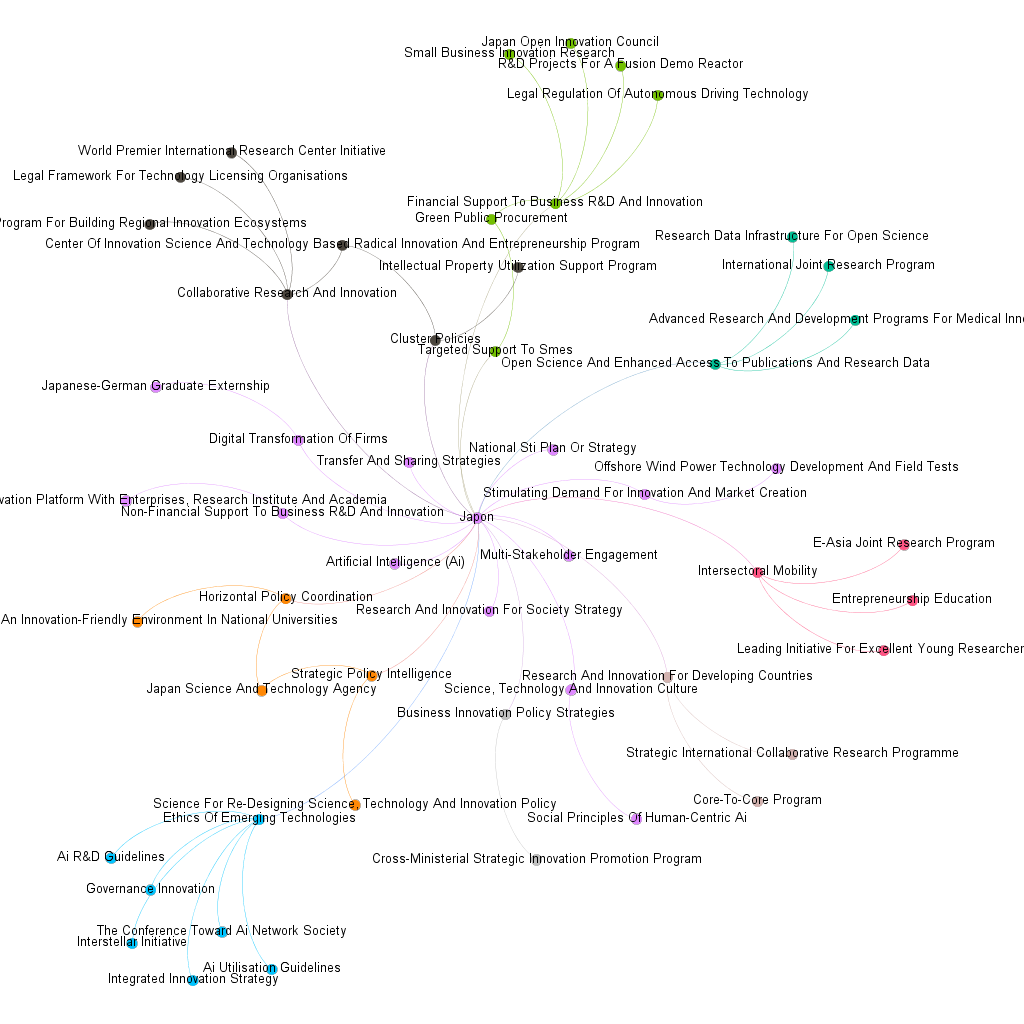 Japan Open Innovation Council
Small Business Innovation Research
R&D Projects For A Fusion Demo Reactor
Legal Regulation Of Autonomous Driving Technology
World Premier International Research Center Initiative
Legal Framework For Technology Licensing Organisations
Financial Support To Business R&D And Innovation
Green Public Procurement
Program For Building Regional Innovation Ecosystems
Research Data Infrastructure For Open Science
Center Of Innovation Science And Technology Based Radical Innovation And Entrepreneurship Program
International Joint Research Program
Intellectual Property Utilization Support Program
Collaborative Research And Innovation
Advanced Research And Development Programs For Medical Inno
Cluster Policies
Targeted Support To Smes
Open Science And Enhanced Access To Publications And Research Data
Japanese-German Graduate Externship
Digital Transformation Of Firms
National Sti Plan Or Strategy
Transfer And Sharing Strategies
Offshore Wind Power Technology Development And Field Tests
Stimulating Demand For Innovation And Market Creation
vation Platform With Enterprises, Research Institute And Academia
Non-Financial Support To Business R&D And Innovation
Japon
E-Asia Joint Research Program
Multi-Stakeholder Engagement
Artificial Intelligence (Ai)
Intersectoral Mobility
Horizontal Policy Coordination
Entrepreneurship Education
Research And Innovation For Society Strategy
An Innovation-Friendly Environment In National Universities
Leading Initiative For Excellent Young Researcher
Strategic Policy Intelligence
Research And Innovation For Developing Countries
Japan Science And Technology Agency
Science, Technology And Innovation Culture
Business Innovation Policy Strategies
Strategic International Collaborative Research Programme
Core-To-Core Program
Science For Re-Designing Science, Technology And Innovation Policy
Ethics Of Emerging Technologies
Social Principles Of Human-Centric Ai
Ai R&D Guidelines
Cross-Ministerial Strategic Innovation Promotion Program
Governance Innovation
The Conference Toward Ai Network Society
Interstellar Initiative
Ai Utilisation Guidelines
Integrated Innovation Strategy